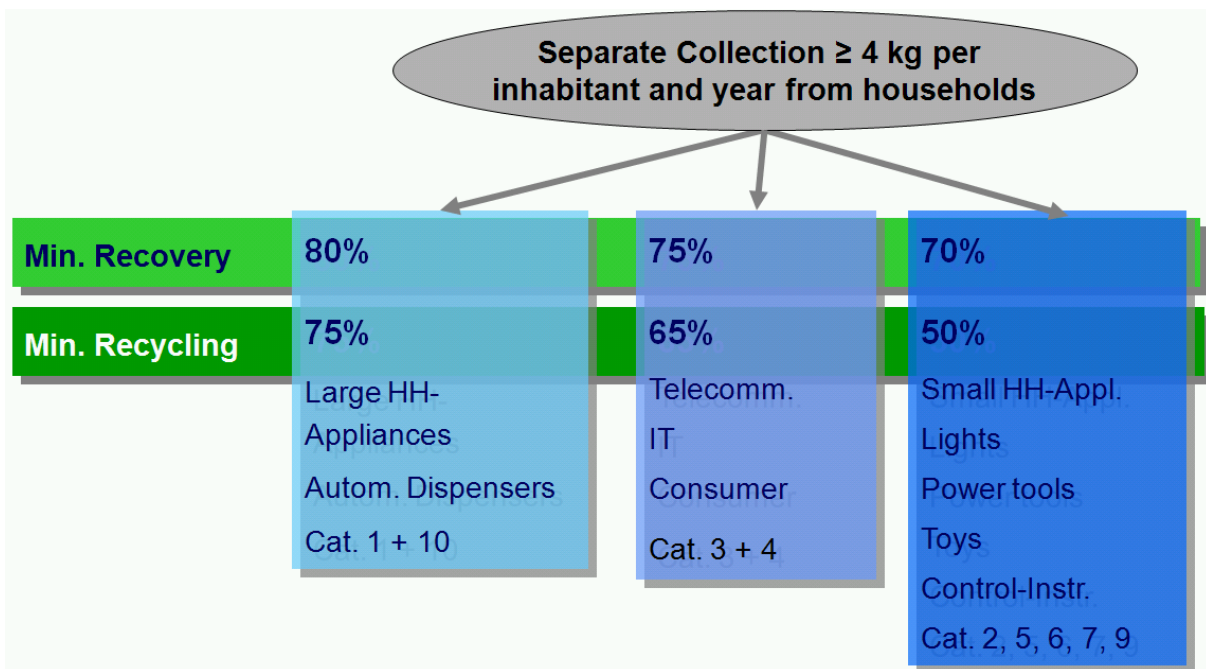 Separate Collection ≥ 4 kg per
inhabitant and year from households
Min. Recovery
80%
75%
70%
Min. Recycling
75%
65%
50%
Large HH-
Appliances
Autom. Dispensers
Cat. 1 + 10
Telecomm.
IT
Consumer
Cat. 3 + 4
Small HH-Appl.
Lights
Power tools
Toys
Control-Instr.
Cat. 2, 5, 6, 7, 9